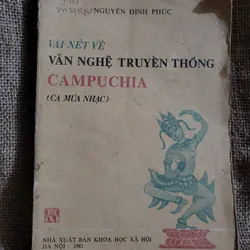 NGUYỄN ĐÌNH PHÚC
VÀI NÉT VỀ
VĂN NGHỆ TRUYỀN THỐNG
CAMPUCHIA
(CA MÚA NHẠC)
NHÀ XUẤT BẢN KHOA HỌC XÃ HỘI
HÀ NỘI - 1981